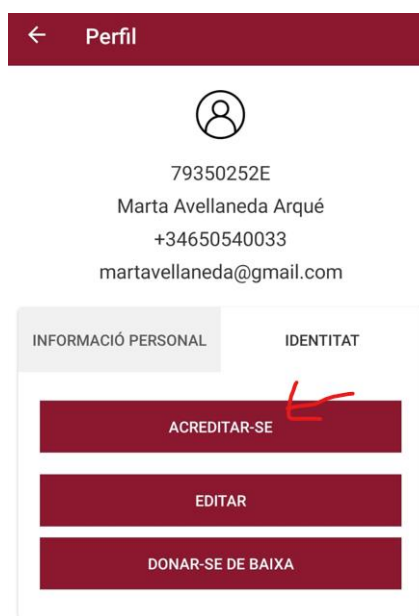 Perfil
79350252E
Marta Avellaneda Arqué
+34650540033
martavellaneda@gmail.com
INFORMACIÓ PERSONAL IDENTITAT
ACREDITAR-SE
EDITAR
DONAR-SE DE BAIXA